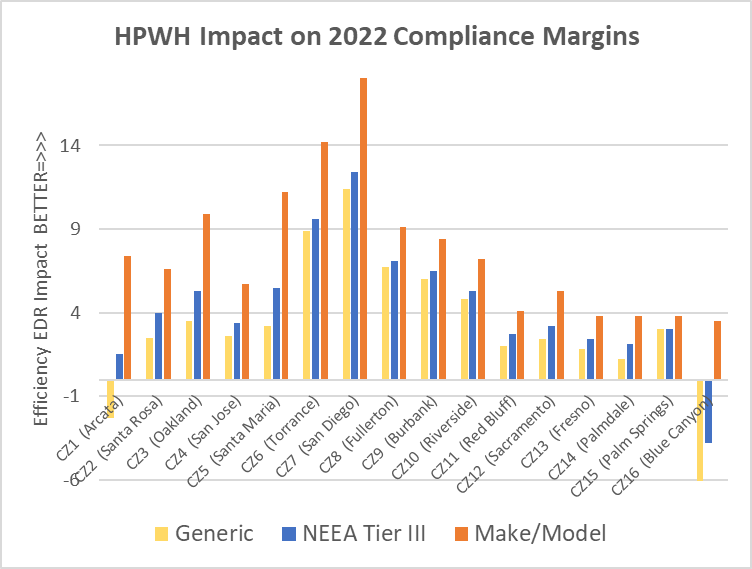 HPWH Impact on 2022 Compliance Margins
Efficiency EDR Impact  BETTER=>>>
14
9
4
-1
-6
CZ1 (Arcata)
CZ2 (Santa Rosa)
CZ3 (Oakland)
CZ4 (San Jose)
CZ5 (Santa Maria)
CZ6 (Torrance)
CZ7 (San Diego)
CZ8 (Fullerton)
CZ9 (Burbank)
CZ10 (Riverside)
CZ11 (Red Bluff)
CZ12 (Sacramento)
CZ13 (Fresno)
CZ14 (Palmdale)
CZ15 (Palm Springs)
CZ16 (Blue Canyon)
Generic NEEA Tier III Make/Model